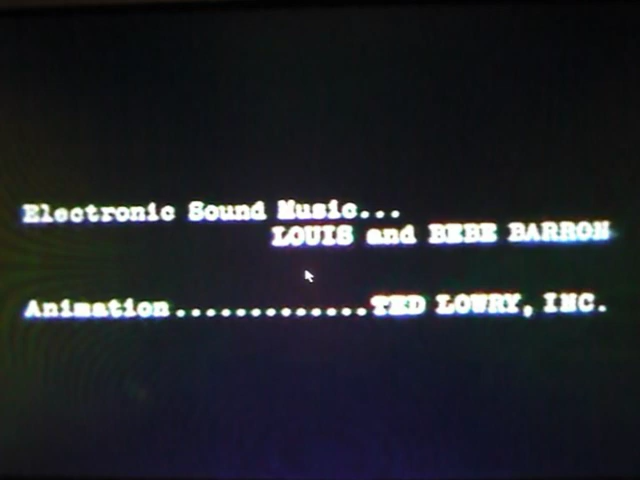 Electronic Sound Music...
LOUIS and BEBE BARRON
Animation..............TED LOWRY, INC.